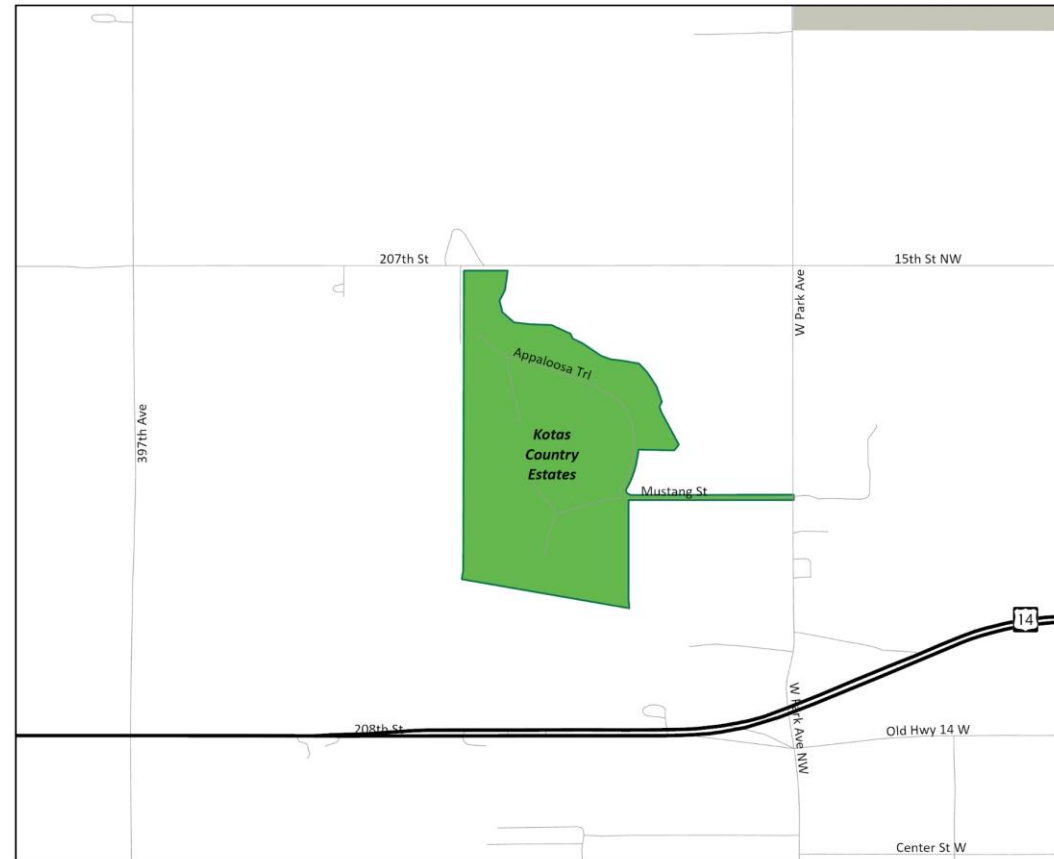 207th St
15th St NW
W Park Ave
Appaloosa Trl
397th Ave
Kotas
Country
Estates
Mustang St
14
W Park Ave NW
208th St
Old Hwy 14 W
Center St W